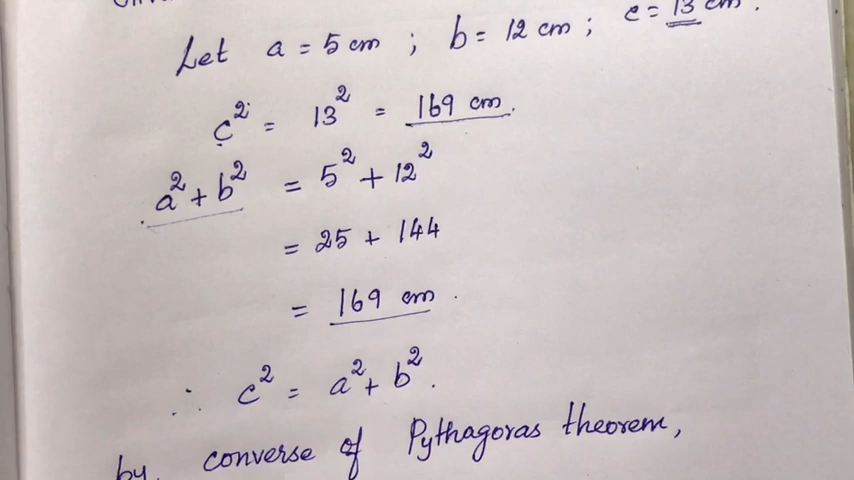 Let a = 5 cm ; b = 12 cm ; c = 13 cm .
c² = 13² = 169 cm.
a² + b² = 5² + 12²
= 25 + 144
= 169 cm .
∴ c² = a² + b².
by converse of Pythagoras theorem,